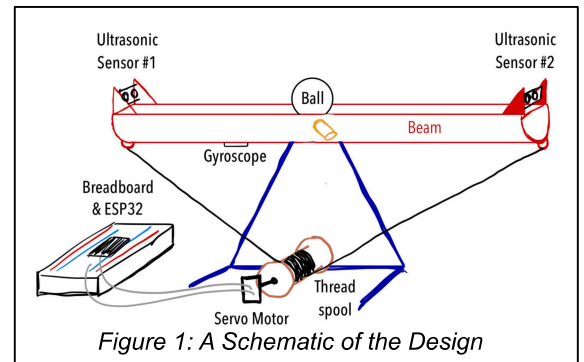 Ultrasonic
Sensor #1
Ultrasonic
Sensor #2
Ball
Beam
Gyroscope
Breadboard
& ESP32
Thread
spool
Servo Motor
Figure 1: A Schematic of the Design